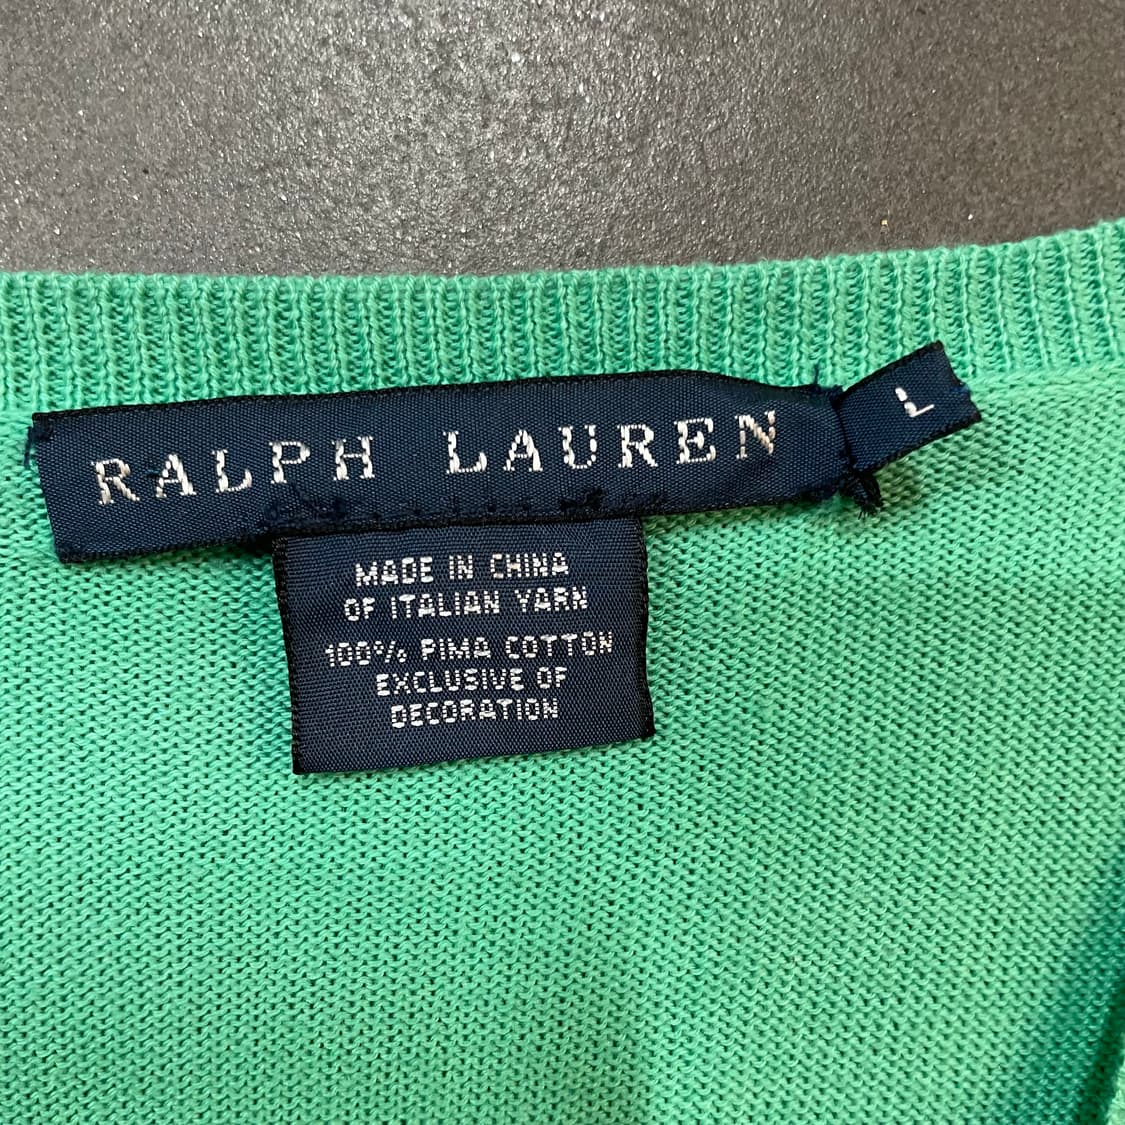 RALPH LAUREN
L
MADE IN CHINA
OF ITALIAN YARN
100% PIMA COTTON
EXCLUSIVE OF
DECORATION